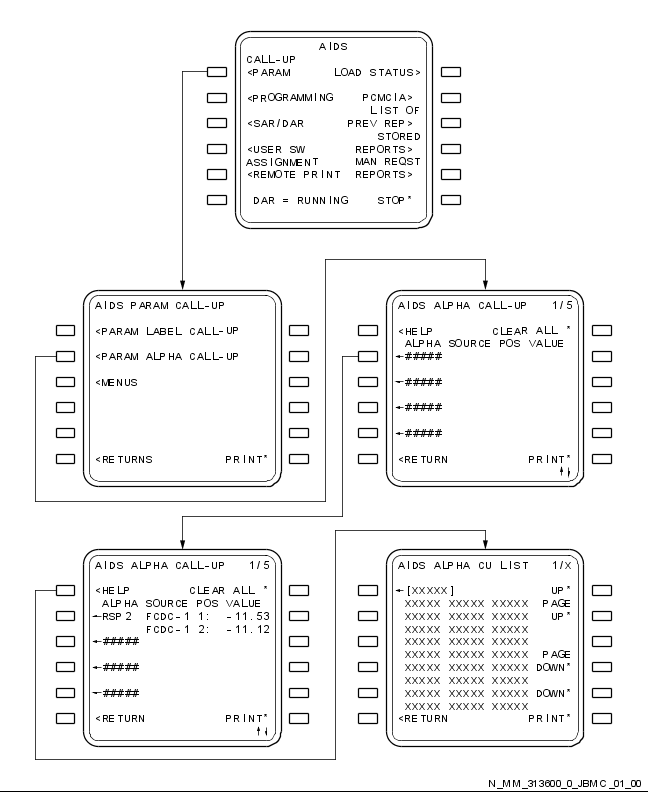 AIDS
CALL-UP
<PARAM LOAD STATUS>
<PROGRAMMING PCMCIA>
LIST OF
<SAR/DAR PREV REP>
STORED
<USER SW REPORTS>
ASSIGNMENT MAN REQST
<REMOTE PRINT REPORTS>
DAR = RUNNING STOP*
AIDS PARAM CALL-UP
<PARAM LABEL CALL-UP
<PARAM ALPHA CALL-UP
<MENUS
<RETURNS PRINT*
AIDS ALPHA CALL-UP 1/5
<HELP CLEAR ALL *
ALPHA SOURCE POS VALUE
←#####
←#####
←#####
←#####
<RETURN PRINT*
↑↓
AIDS ALPHA CALL-UP 1/5
<HELP CLEAR ALL *
ALPHA SOURCE POS VALUE
←RSP2 FCDC-1 1: -11.53
FCDC-1 2: -11.12
←#####
←#####
←#####
<RETURN PRINT*
↑↓
AIDS ALPHA CU LIST 1/X
←[XXXXX] UP*
XXXXX XXXXX XXXXX PAGE
XXXXX XXXXX XXXXX UP*
XXXXX XXXXX XXXXX
XXXXX XXXXX XXXXX
XXXXX XXXXX XXXXX PAGE
XXXXX XXXXX XXXXX DOWN*
XXXXX XXXXX XXXXX
XXXXX XXXXX XXXXX DOWN*
XXXXX XXXXX XXXXX
<RETURN PRINT*
N_MM_313600_0_JBMC_01_00